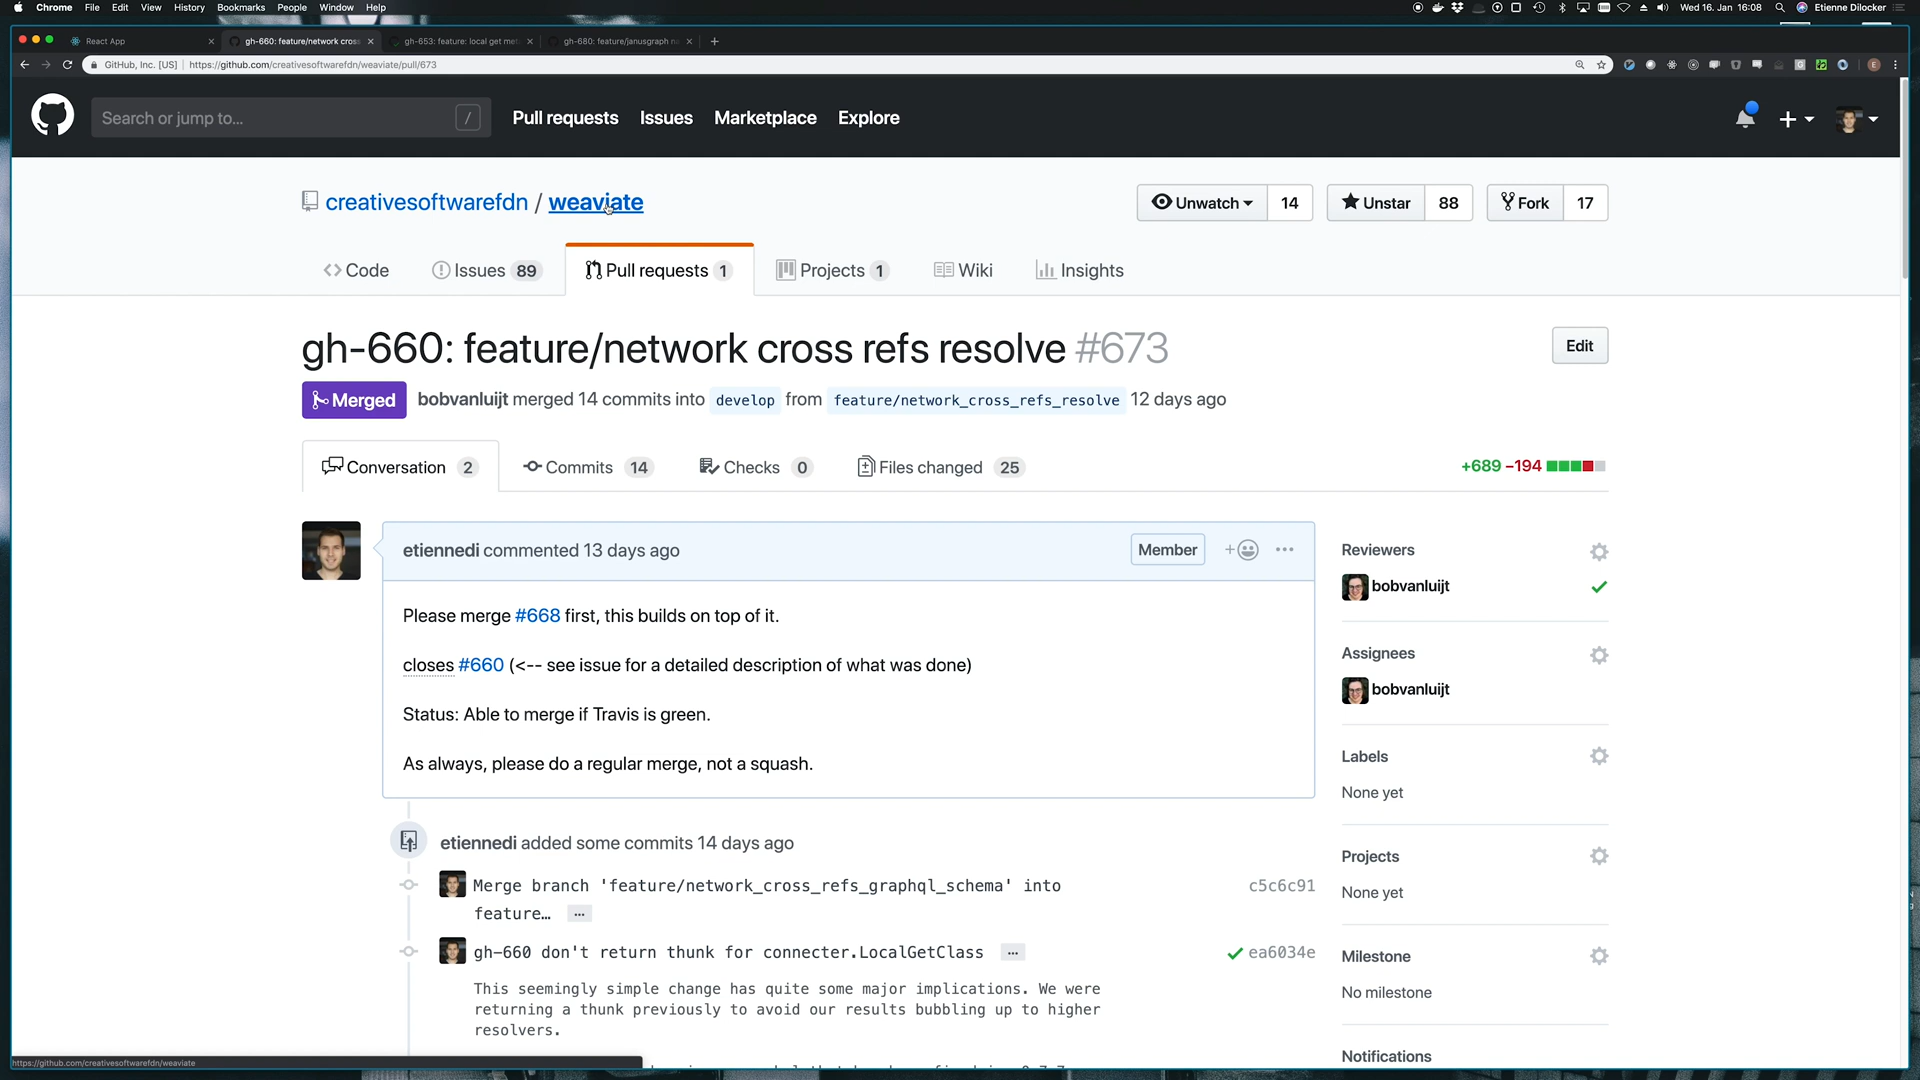 Chrome File Edit View History Bookmarks People Window Help
Wed 16. Jan 16:08 Etienne Dilocker
React App
gh-660: feature/network cross
gh-653: feature: local get met
gh-680: feature/janusgraph n
GitHub, Inc. [US] | https://github.com/creativesoftwarefdn/weaviate/pull/673
Search or jump to... /
Pull requests Issues Marketplace Explore
creativesoftwarefdn / weaviate
Unwatch 14 Unstar 88 Fork 17
Code Issues 89 Pull requests 1 Projects 1 Wiki Insights
gh-660: feature/network cross refs resolve #673
Edit
Merged bobvanluijt merged 14 commits into develop from feature/network_cross_refs_resolve 12 days ago
Conversation 2 Commits 14 Checks 0 Files changed 25
+689 −194
etiennedi commented 13 days ago
Member
Please merge #668 first, this builds on top of it.
closes #660 (<-- see issue for a detailed description of what was done)
Status: Able to merge if Travis is green.
As always, please do a regular merge, not a squash.
etiennedi added some commits 14 days ago
Merge branch 'feature/network_cross_refs_graphql_schema' into c5c6c91
feature… …
gh-660 don't return thunk for connecter.LocalGetClass … ea6034e
This seemingly simple change has quite some major implications. We were
returning a thunk previously to avoid our results bubbling up to higher
resolvers.
Reviewers
bobvanluijt
Assignees
bobvanluijt
Labels
None yet
Projects
None yet
Milestone
No milestone
Notifications
https://github.com/creativesoftwarefdn/weaviate